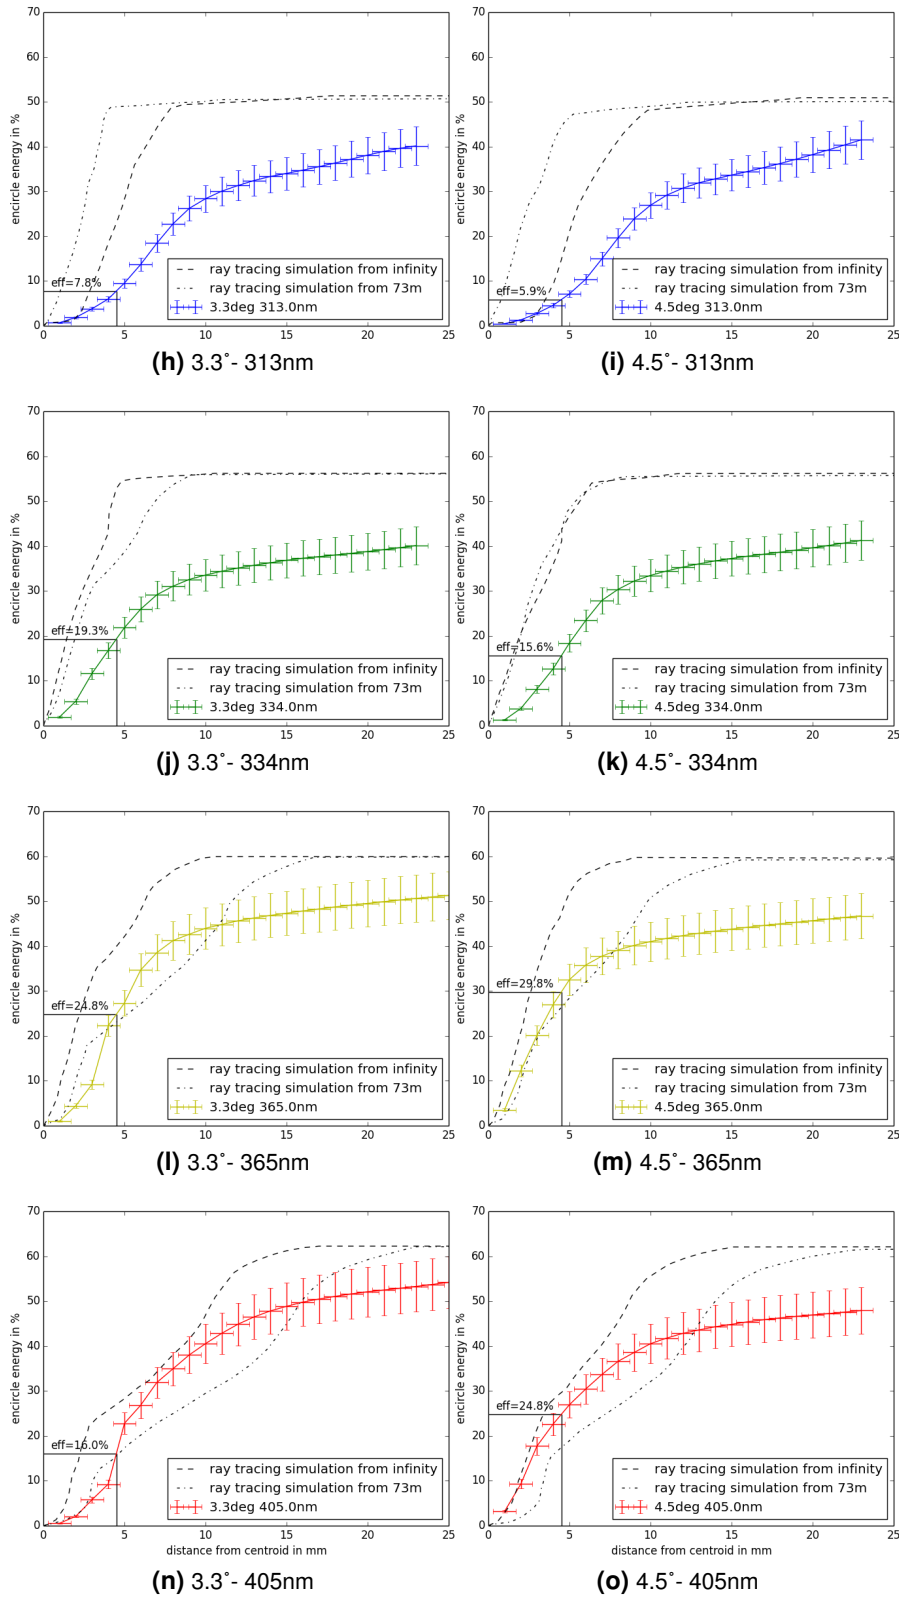 70
60
50
40
30
20
10
0
encircle energy in %
eff=7.8%
ray tracing simulation from infinity
ray tracing simulation from 73m
3.3deg 313.0nm
0 5 10 15 20 25
(h) 3.3˚- 313nm
70
60
50
40
30
20
10
0
encircle energy in %
eff=5.9%
ray tracing simulation from infinity
ray tracing simulation from 73m
4.5deg 313.0nm
0 5 10 15 20 25
(i) 4.5˚- 313nm
70
60
50
40
30
20
10
0
encircle energy in %
eff=19.3%
ray tracing simulation from infinity
ray tracing simulation from 73m
3.3deg 334.0nm
0 5 10 15 20 25
(j) 3.3˚- 334nm
70
60
50
40
30
20
10
0
encircle energy in %
eff=15.6%
ray tracing simulation from infinity
ray tracing simulation from 73m
4.5deg 334.0nm
0 5 10 15 20 25
(k) 4.5˚- 334nm
70
60
50
40
30
20
10
0
encircle energy in %
eff=24.8%
ray tracing simulation from infinity
ray tracing simulation from 73m
3.3deg 365.0nm
0 5 10 15 20 25
(l) 3.3˚- 365nm
70
60
50
40
30
20
10
0
encircle energy in %
eff=29.8%
ray tracing simulation from infinity
ray tracing simulation from 73m
4.5deg 365.0nm
0 5 10 15 20 25
(m) 4.5˚- 365nm
70
60
50
40
30
20
10
0
encircle energy in %
eff=16.0%
ray tracing simulation from infinity
ray tracing simulation from 73m
3.3deg 405.0nm
0 5 10 15 20 25
distance from centroid in mm
(n) 3.3˚- 405nm
70
60
50
40
30
20
10
0
encircle energy in %
eff=24.8%
ray tracing simulation from infinity
ray tracing simulation from 73m
4.5deg 405.0nm
0 5 10 15 20 25
distance from centroid in mm
(o) 4.5˚- 405nm